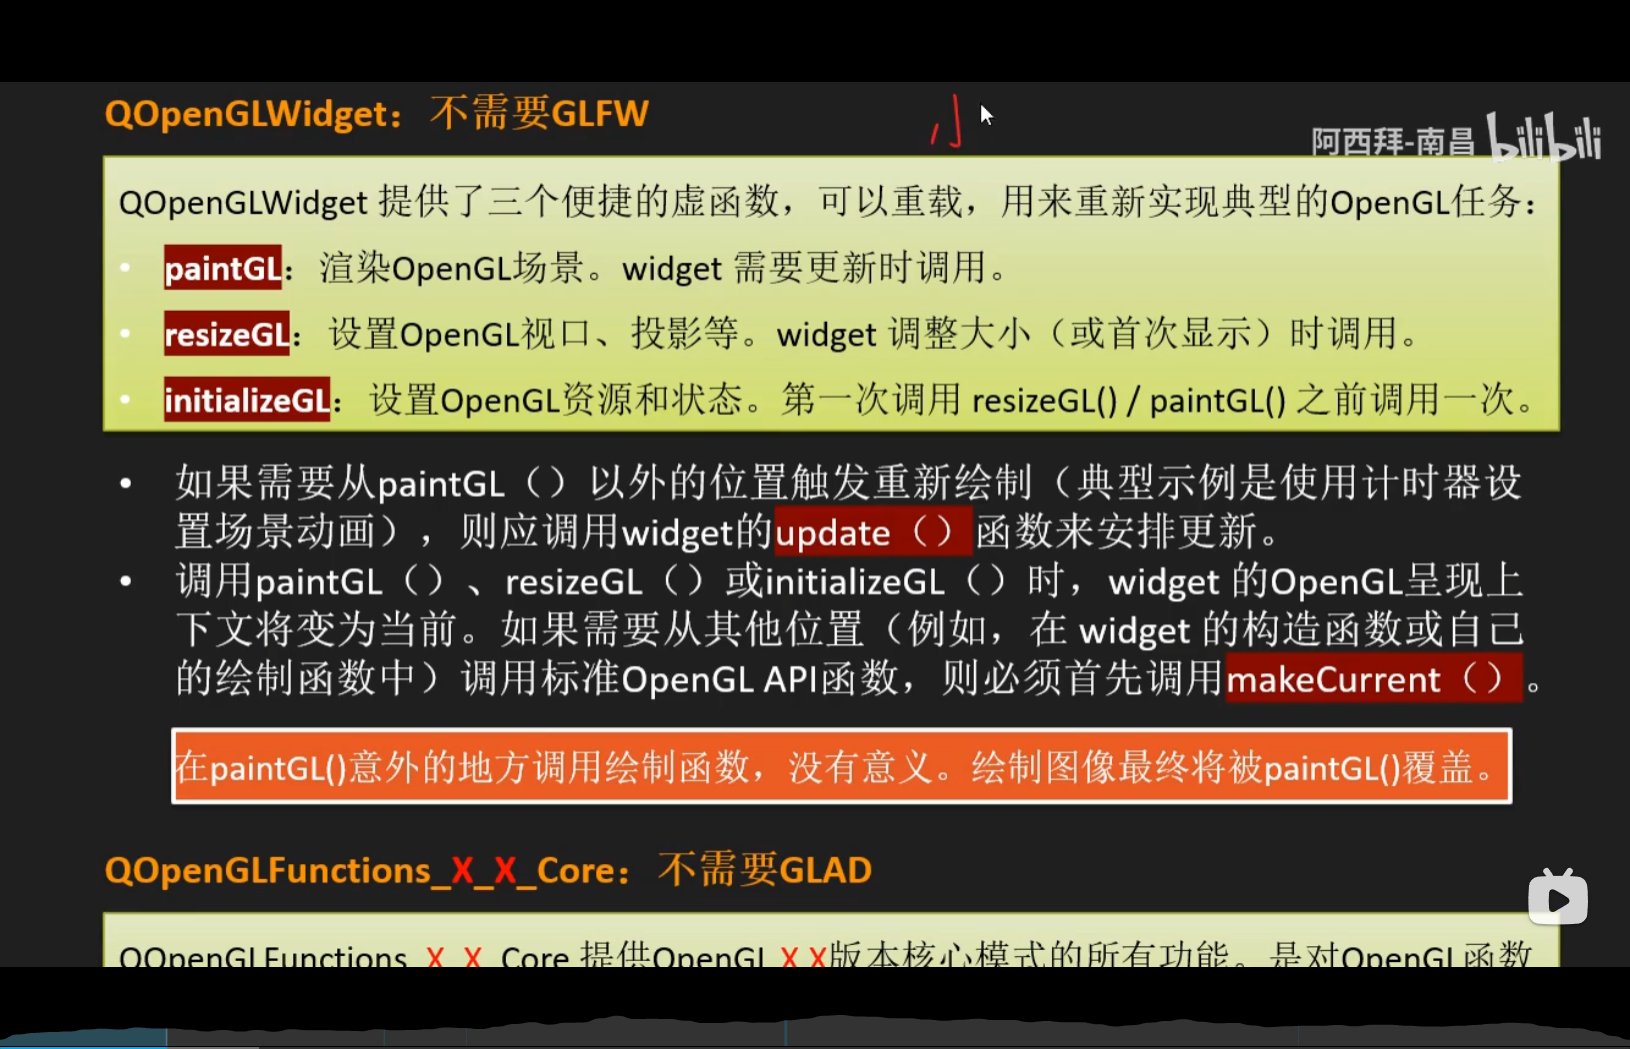 QOpenGLWidget：不需要GLFW
阿西拜-南昌 bilibili
QOpenGLWidget 提供了三个便捷的虚函数，可以重载，用来重新实现典型的OpenGL任务：
• paintGL：渲染OpenGL场景。widget 需要更新时调用。
• resizeGL：设置OpenGL视口、投影等。widget 调整大小（或首次显示）时调用。
• initializeGL：设置OpenGL资源和状态。第一次调用 resizeGL() / paintGL() 之前调用一次。
• 如果需要从paintGL（）以外的位置触发重新绘制（典型示例是使用计时器设
置场景动画），则应调用widget的update（）函数来安排更新。
• 调用paintGL（）、resizeGL（）或initializeGL（）时，widget 的OpenGL呈现上
下文将变为当前。如果需要从其他位置（例如，在 widget 的构造函数或自己
的绘制函数中）调用标准OpenGL API函数，则必须首先调用makeCurrent（）。
在paintGL()意外的地方调用绘制函数，没有意义。绘制图像最终将被paintGL()覆盖。
QOpenGLFunctions_X_X_Core：不需要GLAD
QOpenGLFunctions_X_X_Core 提供OpenGL X.X版本核心模式的所有功能。是对OpenGL函数